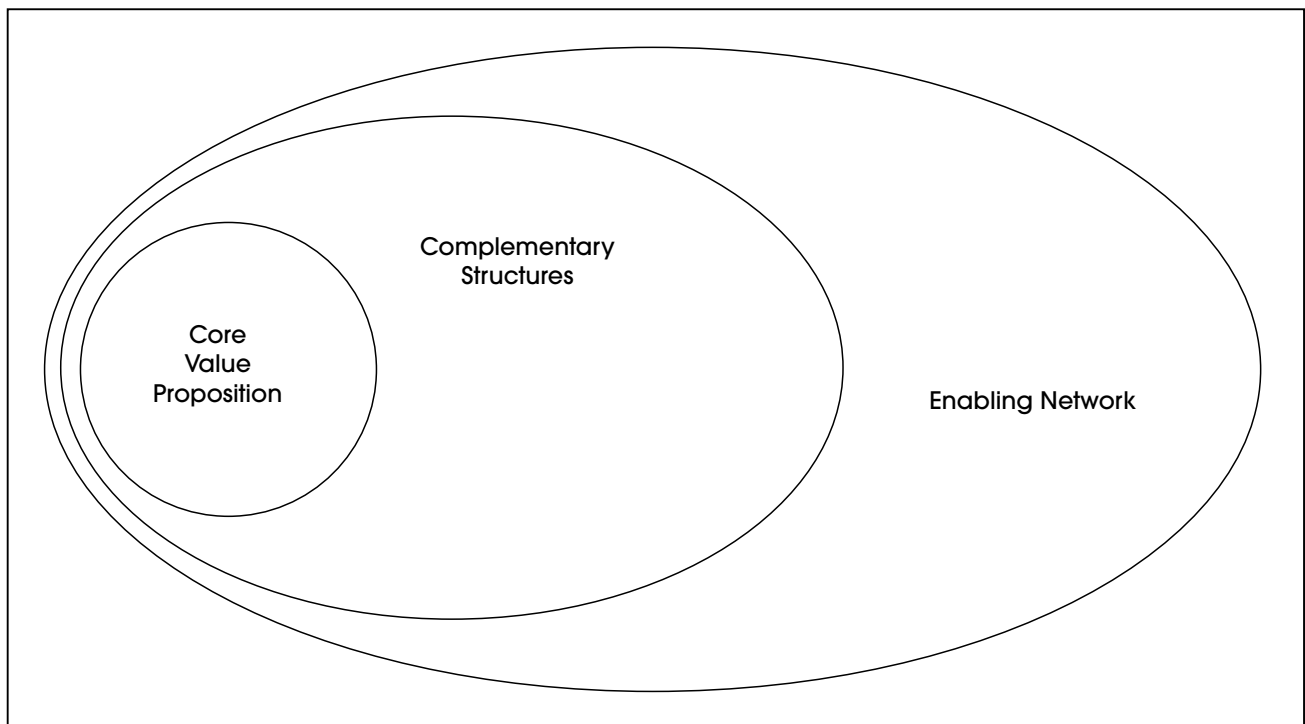 Complementary
Structures
Core
Value
Proposition
Enabling Network